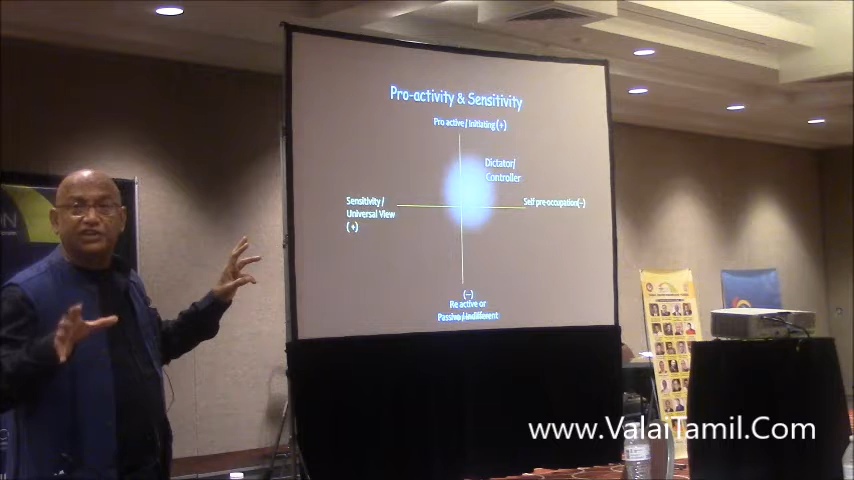 Pro-activity & Sensitivity
Pro active / Initiating (+)
Dictator/
Controller
Sensitivity /
Universal View
(+)
Self pre-occupation(-)
(-)
Re active or
Passive / indifferent
www.ValaiTamil.Com